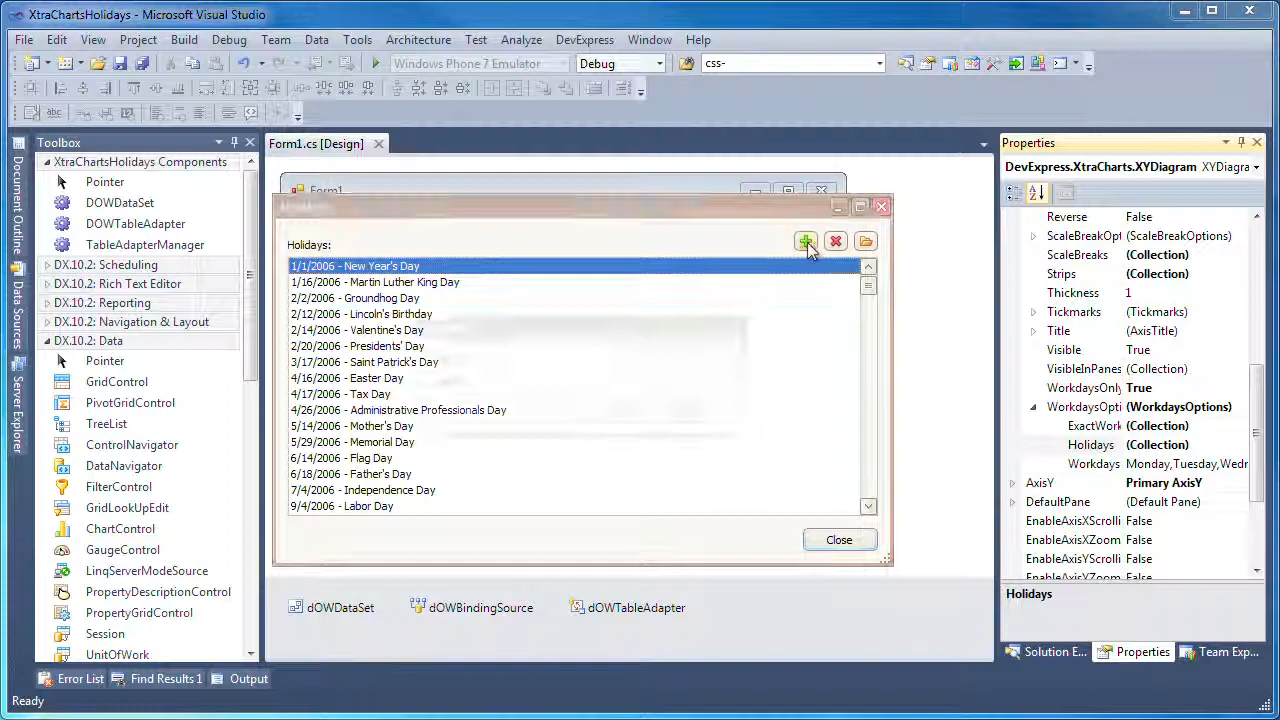 XtraChartsHolidays - Microsoft Visual Studio
File Edit View Project Build Debug Team Data Tools Architecture Test Analyze DevExpress Window Help
Windows Phone 7 Emulator Debug css-
abc
Toolbox
Form1.cs [Design]
Properties
Document Outline
Data Sources
Server Explorer
XtraChartsHolidays Components
Pointer
DOWDataSet
DOWTableAdapter
TableAdapterManager
DX.10.2: Scheduling
DX.10.2: Rich Text Editor
DX.10.2: Reporting
DX.10.2: Navigation & Layout
DX.10.2: Data
Pointer
GridControl
PivotGridControl
TreeList
ControlNavigator
DataNavigator
FilterControl
GridLookUpEdit
ChartControl
GaugeControl
LinqServerModeSource
PropertyDescriptionControl
PropertyGridControl
Session
UnitOfWork
Form1
Holidays:
1/1/2006 - New Year's Day
1/16/2006 - Martin Luther King Day
2/2/2006 - Groundhog Day
2/12/2006 - Lincoln's Birthday
2/14/2006 - Valentine's Day
2/20/2006 - Presidents' Day
3/17/2006 - Saint Patrick's Day
4/16/2006 - Easter Day
4/17/2006 - Tax Day
4/26/2006 - Administrative Professionals Day
5/14/2006 - Mother's Day
5/29/2006 - Memorial Day
6/14/2006 - Flag Day
6/18/2006 - Father's Day
7/4/2006 - Independence Day
9/4/2006 - Labor Day
Close
dOWDataSet dOWBindingSource dOWTableAdapter
DevExpress.XtraCharts.XYDiagram XYDiagra
Reverse False
ScaleBreakOpt (ScaleBreakOptions)
ScaleBreaks (Collection)
Strips (Collection)
Thickness 1
Tickmarks (Tickmarks)
Title (AxisTitle)
Visible True
VisibleInPanes (Collection)
WorkdaysOnly True
WorkdaysOpti (WorkdaysOptions)
ExactWork (Collection)
Holidays (Collection)
Workdays Monday,Tuesday,Wedr
AxisY Primary AxisY
DefaultPane (Default Pane)
EnableAxisXScrolli False
EnableAxisXZoom False
EnableAxisYScrolli False
EnableAxisYZoom False
Holidays
Solution E... Properties Team Exp...
Error List Find Results 1 Output
Ready